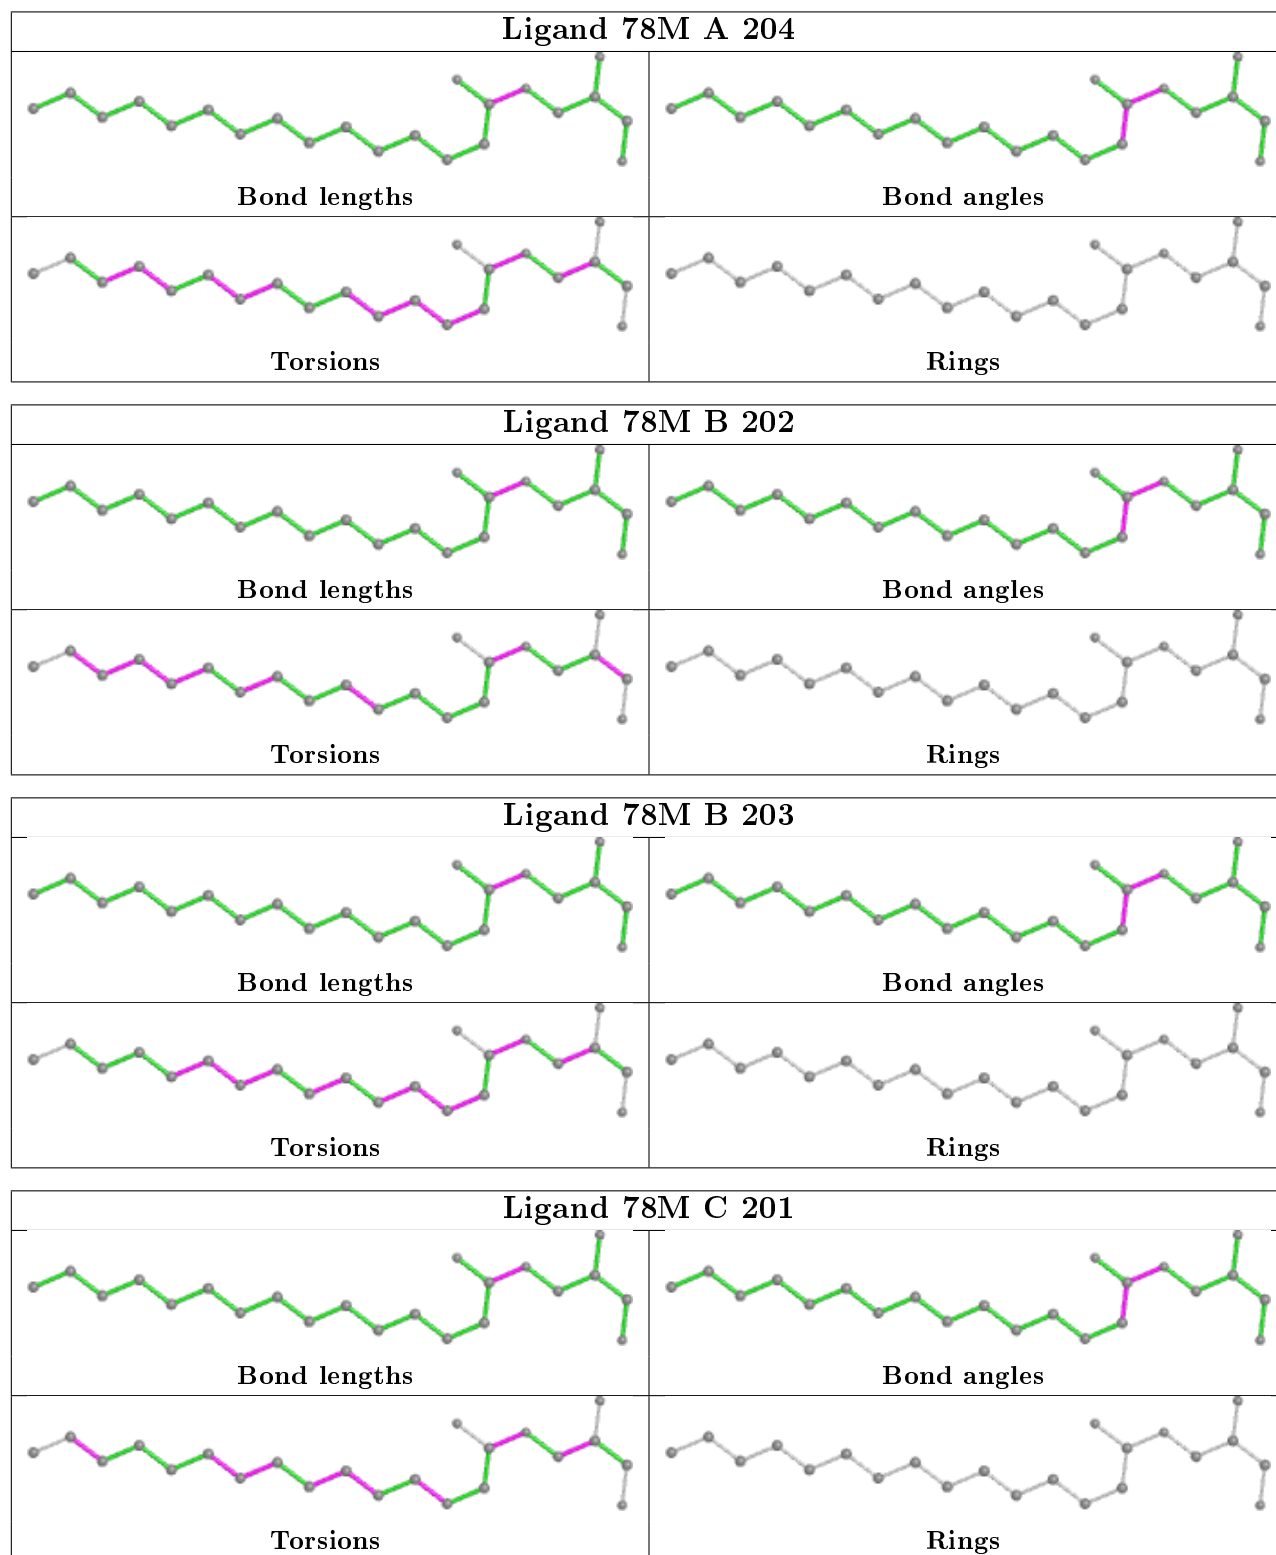 Ligand 78M A 204
Bond lengths
Bond angles
Torsions
Rings
Ligand 78M B 202
Bond lengths
Bond angles
Torsions
Rings
Ligand 78M B 203
Bond lengths
Bond angles
Torsions
Rings
Ligand 78M C 201
Bond lengths
Bond angles
Torsions
Rings